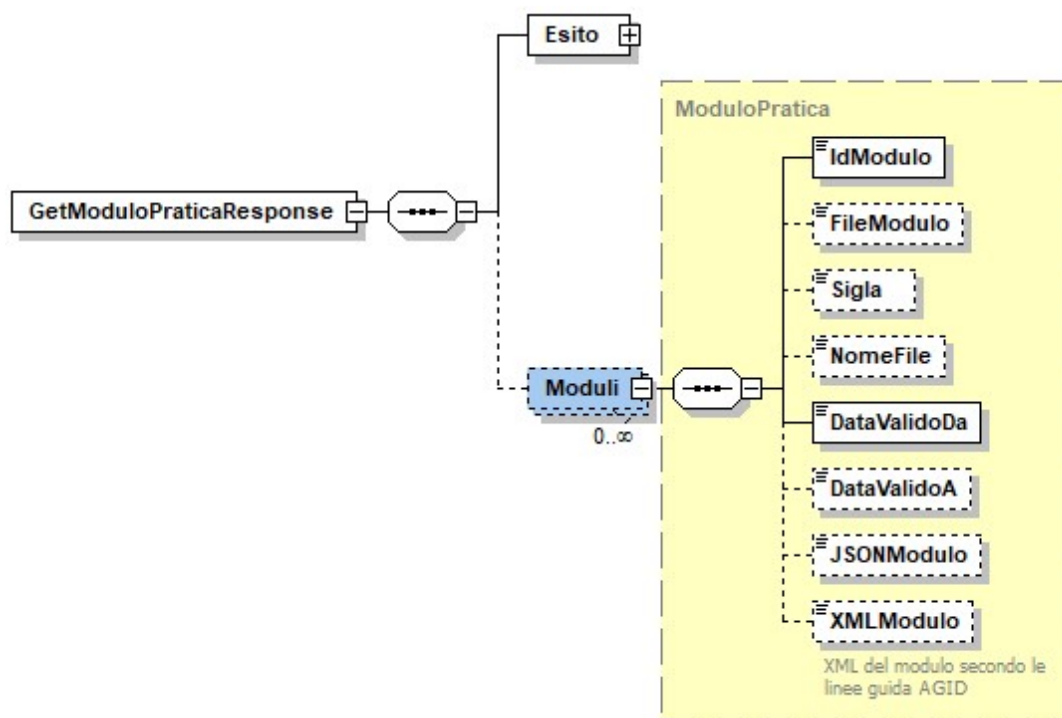 Esito
ModuloPratica
IdModulo
GetModuloPraticaResponse
FileModulo
Sigla
NomeFile
Moduli
0..∞
DataValidoDa
DataValidoA
JSONModulo
XMLModulo
XML del modulo secondo le
linee guida AGID